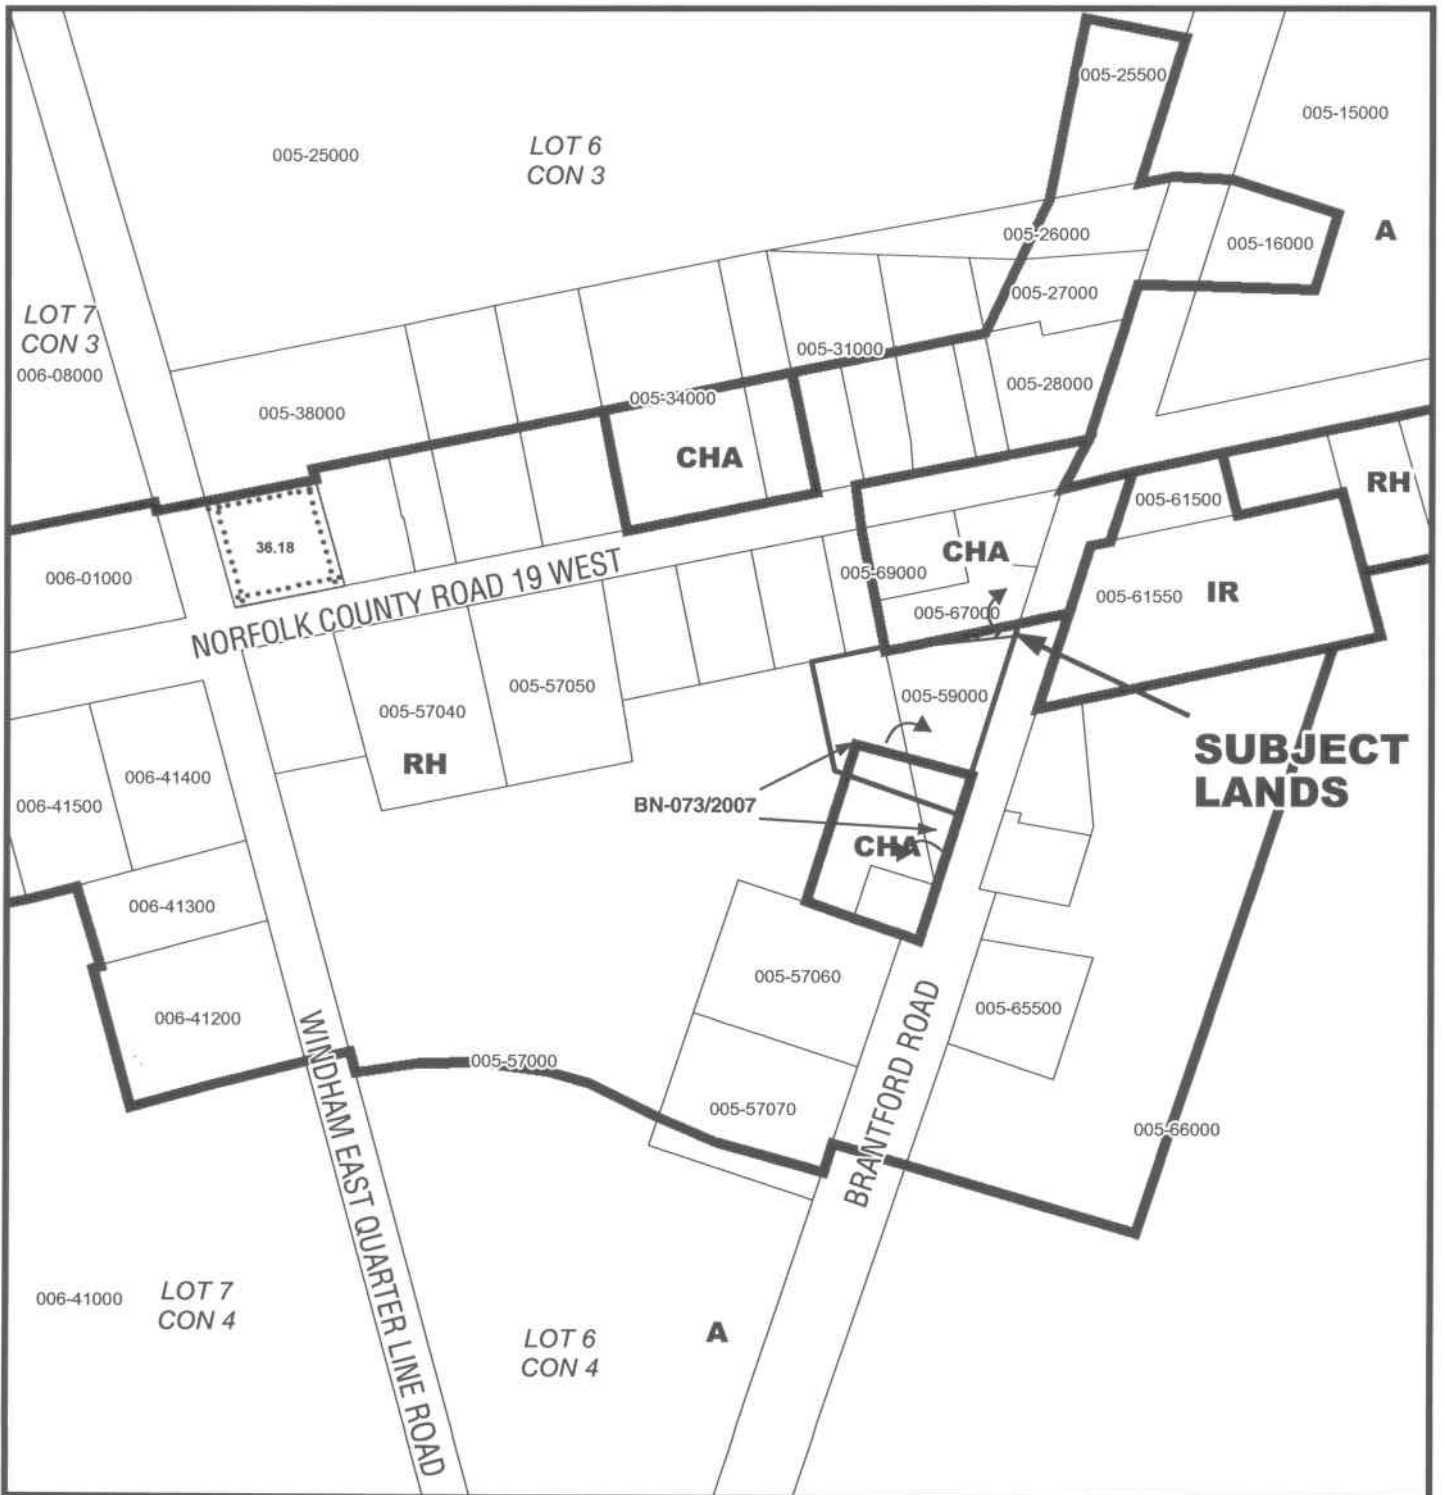 005-25500
005-15000
LOT 6
CON 3
005-25000
005-26000
005-16000
A
005-27000
LOT 7
CON 3
006-08000
005-31000
005-28000
005-34000
005-38000
CHA
RH
005-61500
36.18
CHA
006-01000
005-69000
005-61550
IR
NORFOLK COUNTY ROAD 19 WEST
005-67000
005-57050
005-59000
005-57040
RH
SUBJECT
LANDS
006-41400
006-41500
BN-073/2007
CHA
006-41300
005-57060
005-65500
006-41200
WINDHAM EAST QUARTER LINE ROAD
005-57000
BRANTFORD ROAD
005-57070
005-66000
006-41000
LOT 7
CON 4
LOT 6
CON 4
A